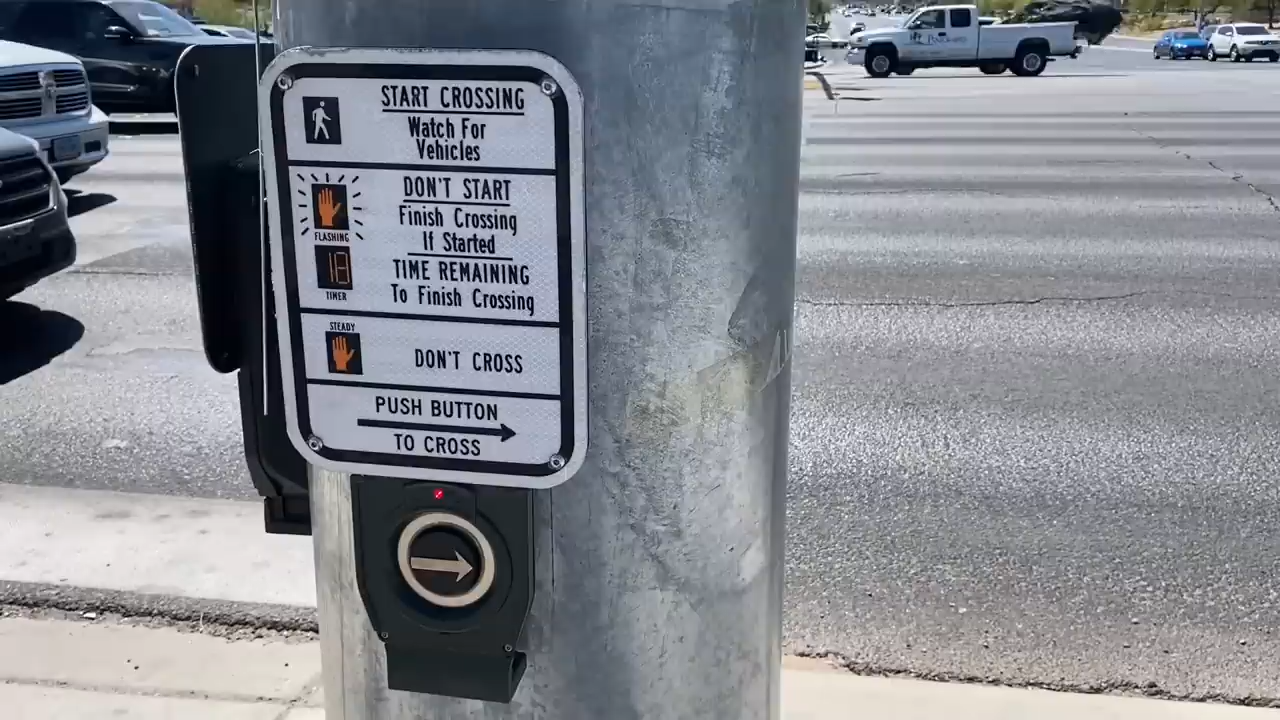 START CROSSING
Watch For
Vehicles
DON'T START
Finish Crossing
If Started
FLASHING
18
TIME REMAINING
To Finish Crossing
TIMER
STEADY
DON'T CROSS
PUSH BUTTON
TO CROSS